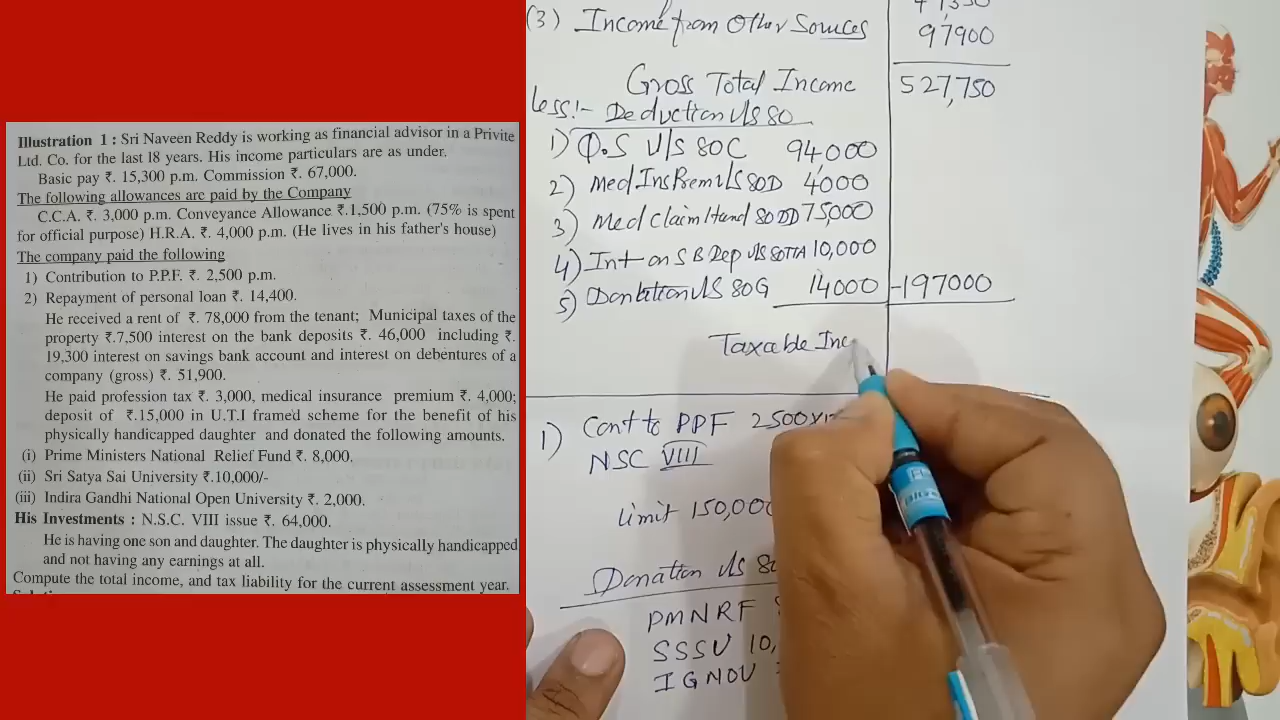 Illustration 1 : Sri Naveen Reddy is working as financial advisor in a Privite
Ltd. Co. for the last 18 years. His income particulars are as under.
Basic pay ₹. 15,300 p.m. Commission ₹. 67,000.
The following allowances are paid by the Company
C.C.A. ₹. 3,000 p.m. Conveyance Allowance ₹.1,500 p.m. (75% is spent
for official purpose) H.R.A. ₹. 4,000 p.m. (He lives in his father's house)
The company paid the following
1) Contribution to P.P.F. ₹. 2,500 p.m.
2) Repayment of personal loan ₹. 14,400.
He received a rent of ₹. 78,000 from the tenant; Municipal taxes of the
property ₹.7,500 interest on the bank deposits ₹. 46,000 including ₹.
19,300 interest on savings bank account and interest on debentures of a
company (gross) ₹. 51,900.
He paid profession tax ₹. 3,000, medical insurance premium ₹. 4,000;
deposit of ₹.15,000 in U.T.I framed scheme for the benefit of his
physically handicapped daughter and donated the following amounts.
(i) Prime Ministers National Relief Fund ₹. 8,000.
(ii) Sri Satya Sai University ₹.10,000/-
(iii) Indira Gandhi National Open University ₹. 2,000.
His Investments : N.S.C. VIII issue ₹. 64,000.
He is having one son and daughter. The daughter is physically handicapped
and not having any earnings at all.
Compute the total income, and tax liability for the current assessment year.
(3) Income from Other Sources 97900
Gross Total Income 527,750
Less:- Deduction U/S 80
1) Q.S U/S 80C 94000
2) Med Ins Prem U/S 80D 4000
3) Med Claim Hand 80DD 75,000
4) Int on S B Dep U/S 80TTA 10,000
5) Donation U/S 80G 14000 -197000
Taxable Inc
1) Cont to PPF 2500x
NSC VIII
limit 150,000
Donation U/S
PMNRF
SSSU 10,
IGNOU